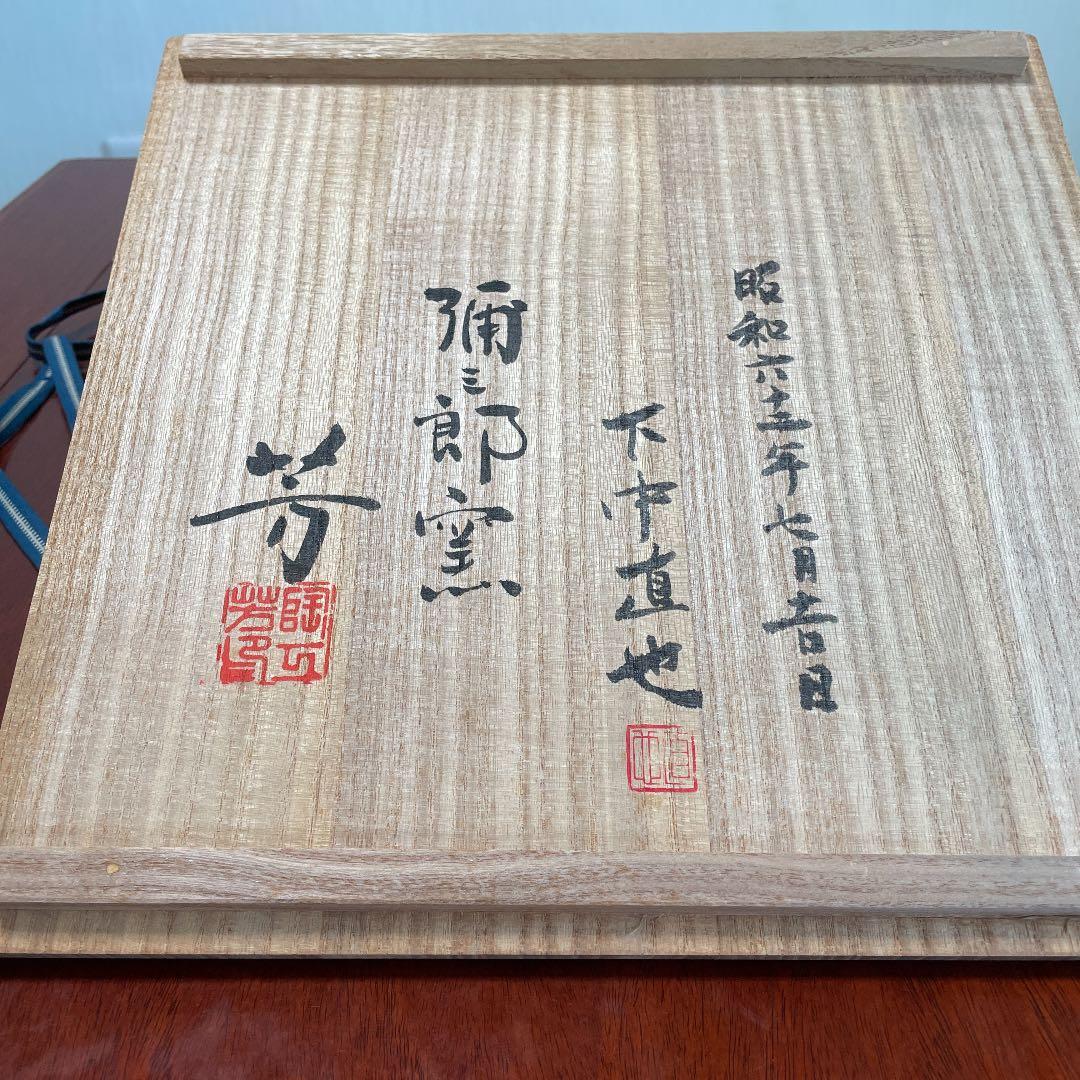 昭和六十三年七月吉日
下中直也
彌三郎窯
芳